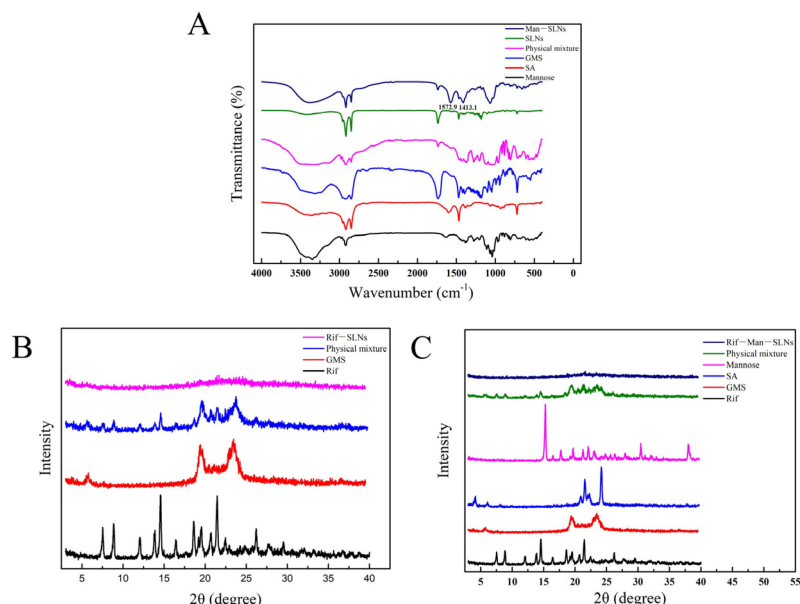 A
Man−SLNs
SLNs
Physical mixture
GMS
SA
Mannose
1572.9 1413.1
Transmittance (%)
4000 3500 3000 2500 2000 1500 1000 500 0
Wavenumber (cm⁻¹)
B
Rif−SLNs
Physical mixture
GMS
Rif
Intensity
5 10 15 20 25 30 35 40
2θ (degree)
C
Rif−Man−SLNs
Physical mixture
Mannose
SA
GMS
Rif
Intensity
5 10 15 20 25 30 35 40 45 50 55
2θ (degree)